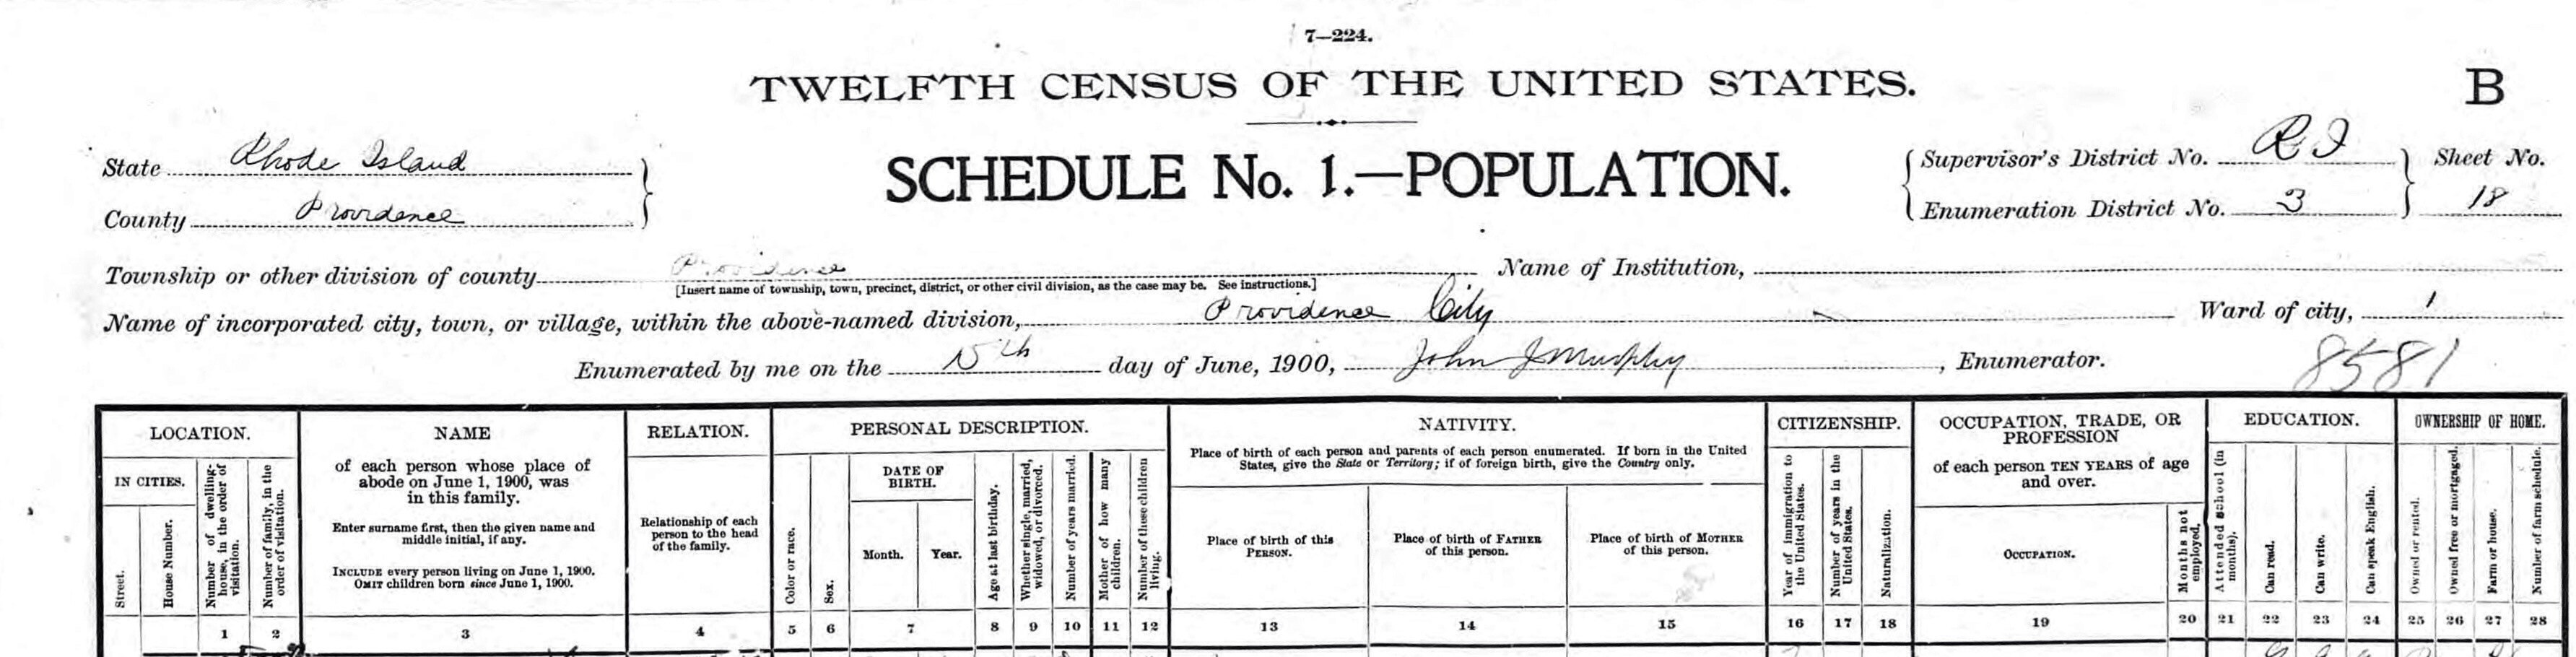 7—224.
TWELFTH CENSUS OF THE UNITED STATES.
B
State Rhode Island
County Providence
SCHEDULE No. 1.—POPULATION.
Supervisor's District No. R I
Enumeration District No. 3
Sheet No.
18
Township or other division of county Providence
[Insert name of township, town, precinct, district, or other civil division, as the case may be. See instructions.]
Name of Institution,
Name of incorporated city, town, or village, within the above-named division, Providence City
Ward of city, 1
Enumerated by me on the 15th day of June, 1900, John J Murphy, Enumerator.
8581
LOCATION.
IN CITIES.
Street.
House Number.
Number of dwelling-house, in the order of visitation.
Number of family, in the order of visitation.
NAME
of each person whose place of
abode on June 1, 1900, was
in this family.
Enter surname first, then the given name and
middle initial, if any.
INCLUDE every person living on June 1, 1900.
OMIT children born since June 1, 1900.
RELATION.
Relationship of each
person to the head
of the family.
PERSONAL DESCRIPTION.
Color or race.
Sex.
DATE OF
BIRTH.
Month.
Year.
Age at last birthday.
Whether single, married,
widowed, or divorced.
Number of years married.
Mother of how many
children.
Number of these children
living.
NATIVITY.
Place of birth of each person and parents of each person enumerated. If born in the United
States, give the State or Territory; if of foreign birth, give the Country only.
Place of birth of this
PERSON.
Place of birth of FATHER
of this person.
Place of birth of MOTHER
of this person.
CITIZENSHIP.
Year of immigration to
the United States.
Number of years in the
United States.
Naturalization.
OCCUPATION, TRADE, OR
PROFESSION
of each person TEN YEARS of age
and over.
OCCUPATION.
Months not
employed.
EDUCATION.
Attended school (in
months).
Can read.
Can write.
Can speak English.
OWNERSHIP OF HOME.
Owned or rented.
Owned free or mortgaged.
Farm or house.
Number of farm schedule.
1 2 3 4 5 6 7 8 9 10 11 12 13 14 15 16 17 18 19 20 21 22 23 24 25 26 27 28